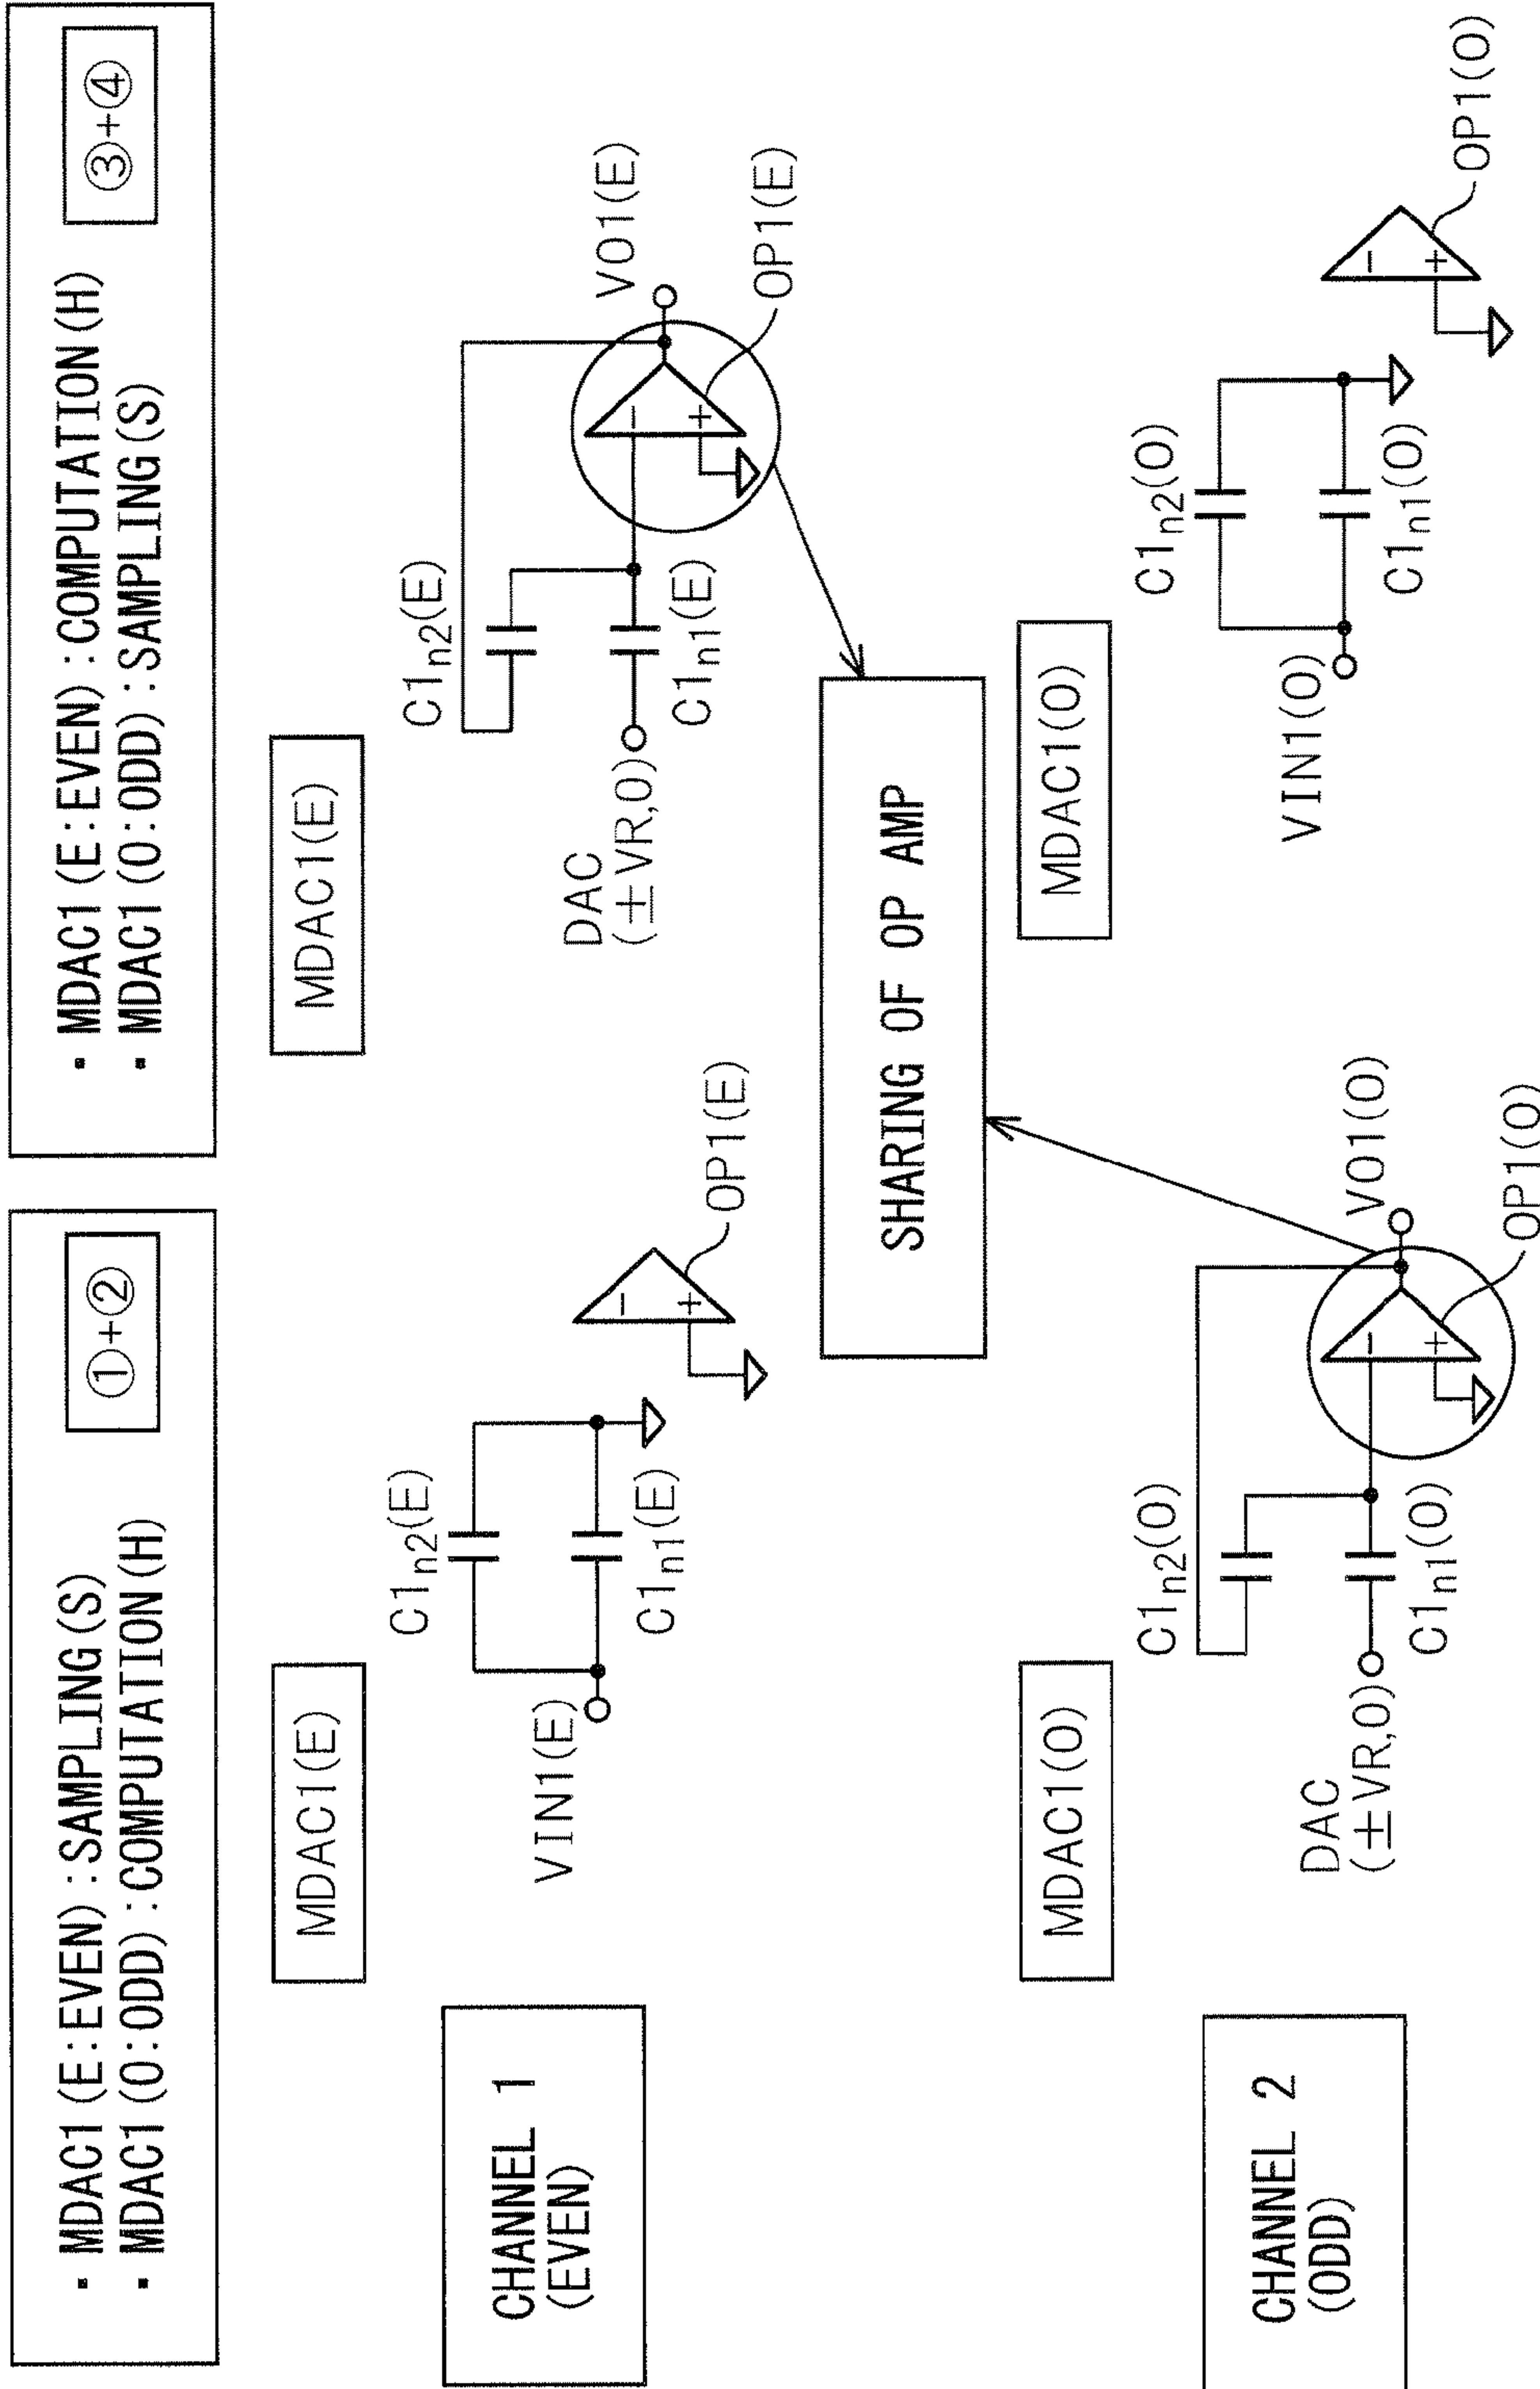 ・MDAC1(E:EVEN):SAMPLING(S)
・MDAC1(O:ODD):COMPUTATION(H)
①+②
・MDAC1(E:EVEN):COMPUTATION(H)
・MDAC1(O:ODD):SAMPLING(S)
③+④
CHANNEL 1
(EVEN)
MDAC1(E)
C1n2(E)
VIN1(E)
C1n1(E)
OP1(E)
MDAC1(E)
C1n2(E)
DAC
(±VR,0)
C1n1(E)
VO1(E)
OP1(E)
SHARING OF OP AMP
CHANNEL 2
(ODD)
MDAC1(O)
C1n2(O)
DAC
(±VR,0)
C1n1(O)
VO1(O)
OP1(O)
MDAC1(O)
C1n2(O)
VIN1(O)
C1n1(O)
OP1(O)